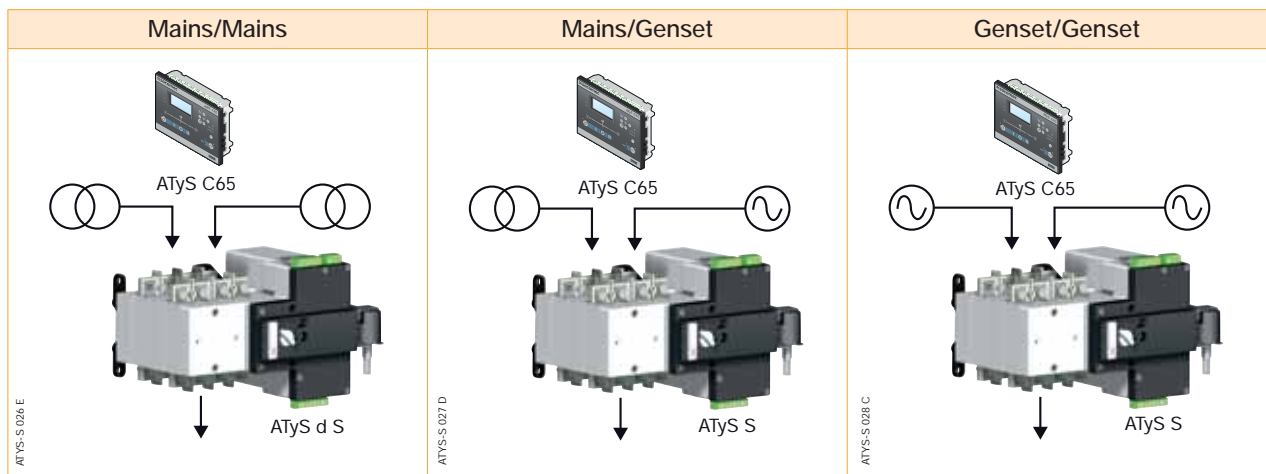 Mains/Mains
Mains/Genset
Genset/Genset
ATyS C65
ATyS d S
ATYS-S 026 E
ATyS C65
ATyS S
ATYS-S 027 D
ATyS C65
ATyS S
ATYS-S 028 C